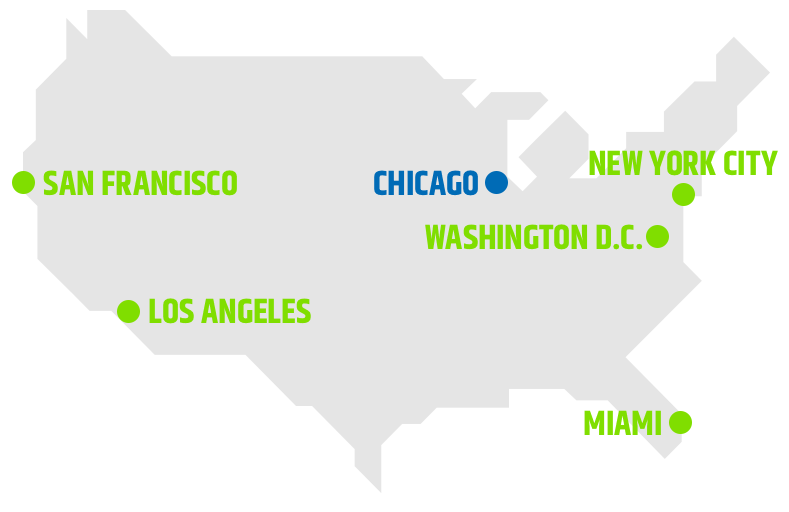 NEW YORK CITY
SAN FRANCISCO
CHICAGO
WASHINGTON D.C.
LOS ANGELES
MIAMI